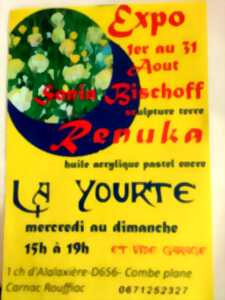 Expo
1er au 31
Aout
Sonia Bischoff
sculpture terre
Renuka
huile acrylique pastel encre
LA YOURTE
mercredi au dimanche
15h à 19h
ET VIDE GARAGE
1 ch d'Alalaxière-D656- Combe plane
Carnac Rouffiac
0671252327